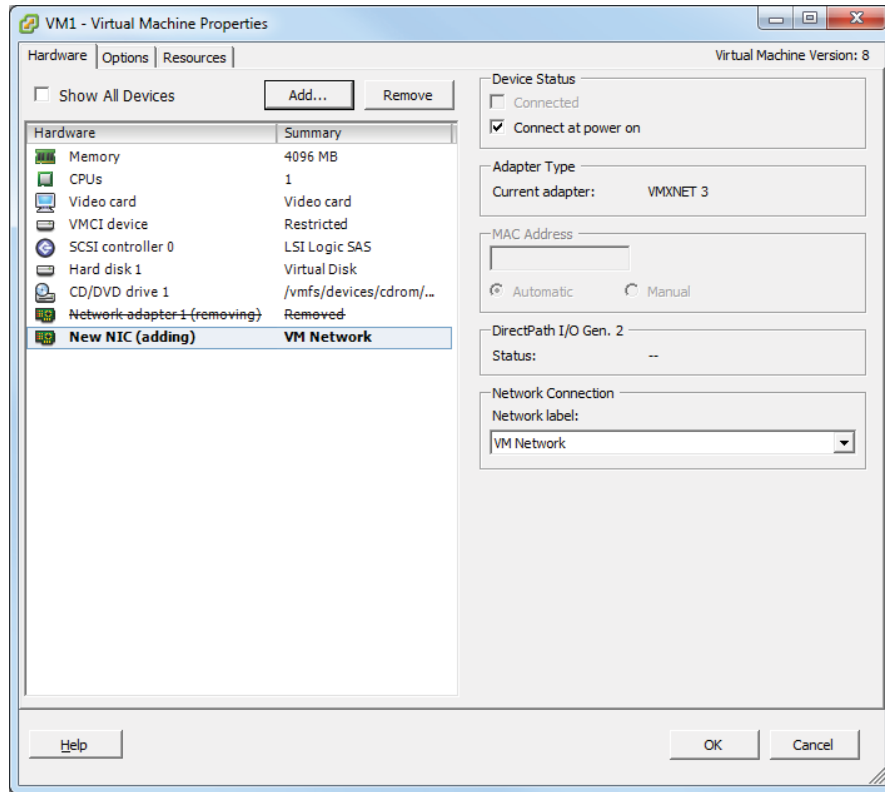 VM1 - Virtual Machine Properties
Hardware Options Resources Virtual Machine Version: 8
Show All Devices Add... Remove
Hardware Summary
Memory 4096 MB
CPUs 1
Video card Video card
VMCI device Restricted
SCSI controller 0 LSI Logic SAS
Hard disk 1 Virtual Disk
CD/DVD drive 1 /vmfs/devices/cdrom/...
Network adapter 1 (removing) Removed
New NIC (adding) VM Network
Device Status
Connected
Connect at power on
Adapter Type
Current adapter: VMXNET 3
MAC Address
Automatic Manual
DirectPath I/O Gen. 2
Status: --
Network Connection
Network label:
VM Network
Help OK Cancel